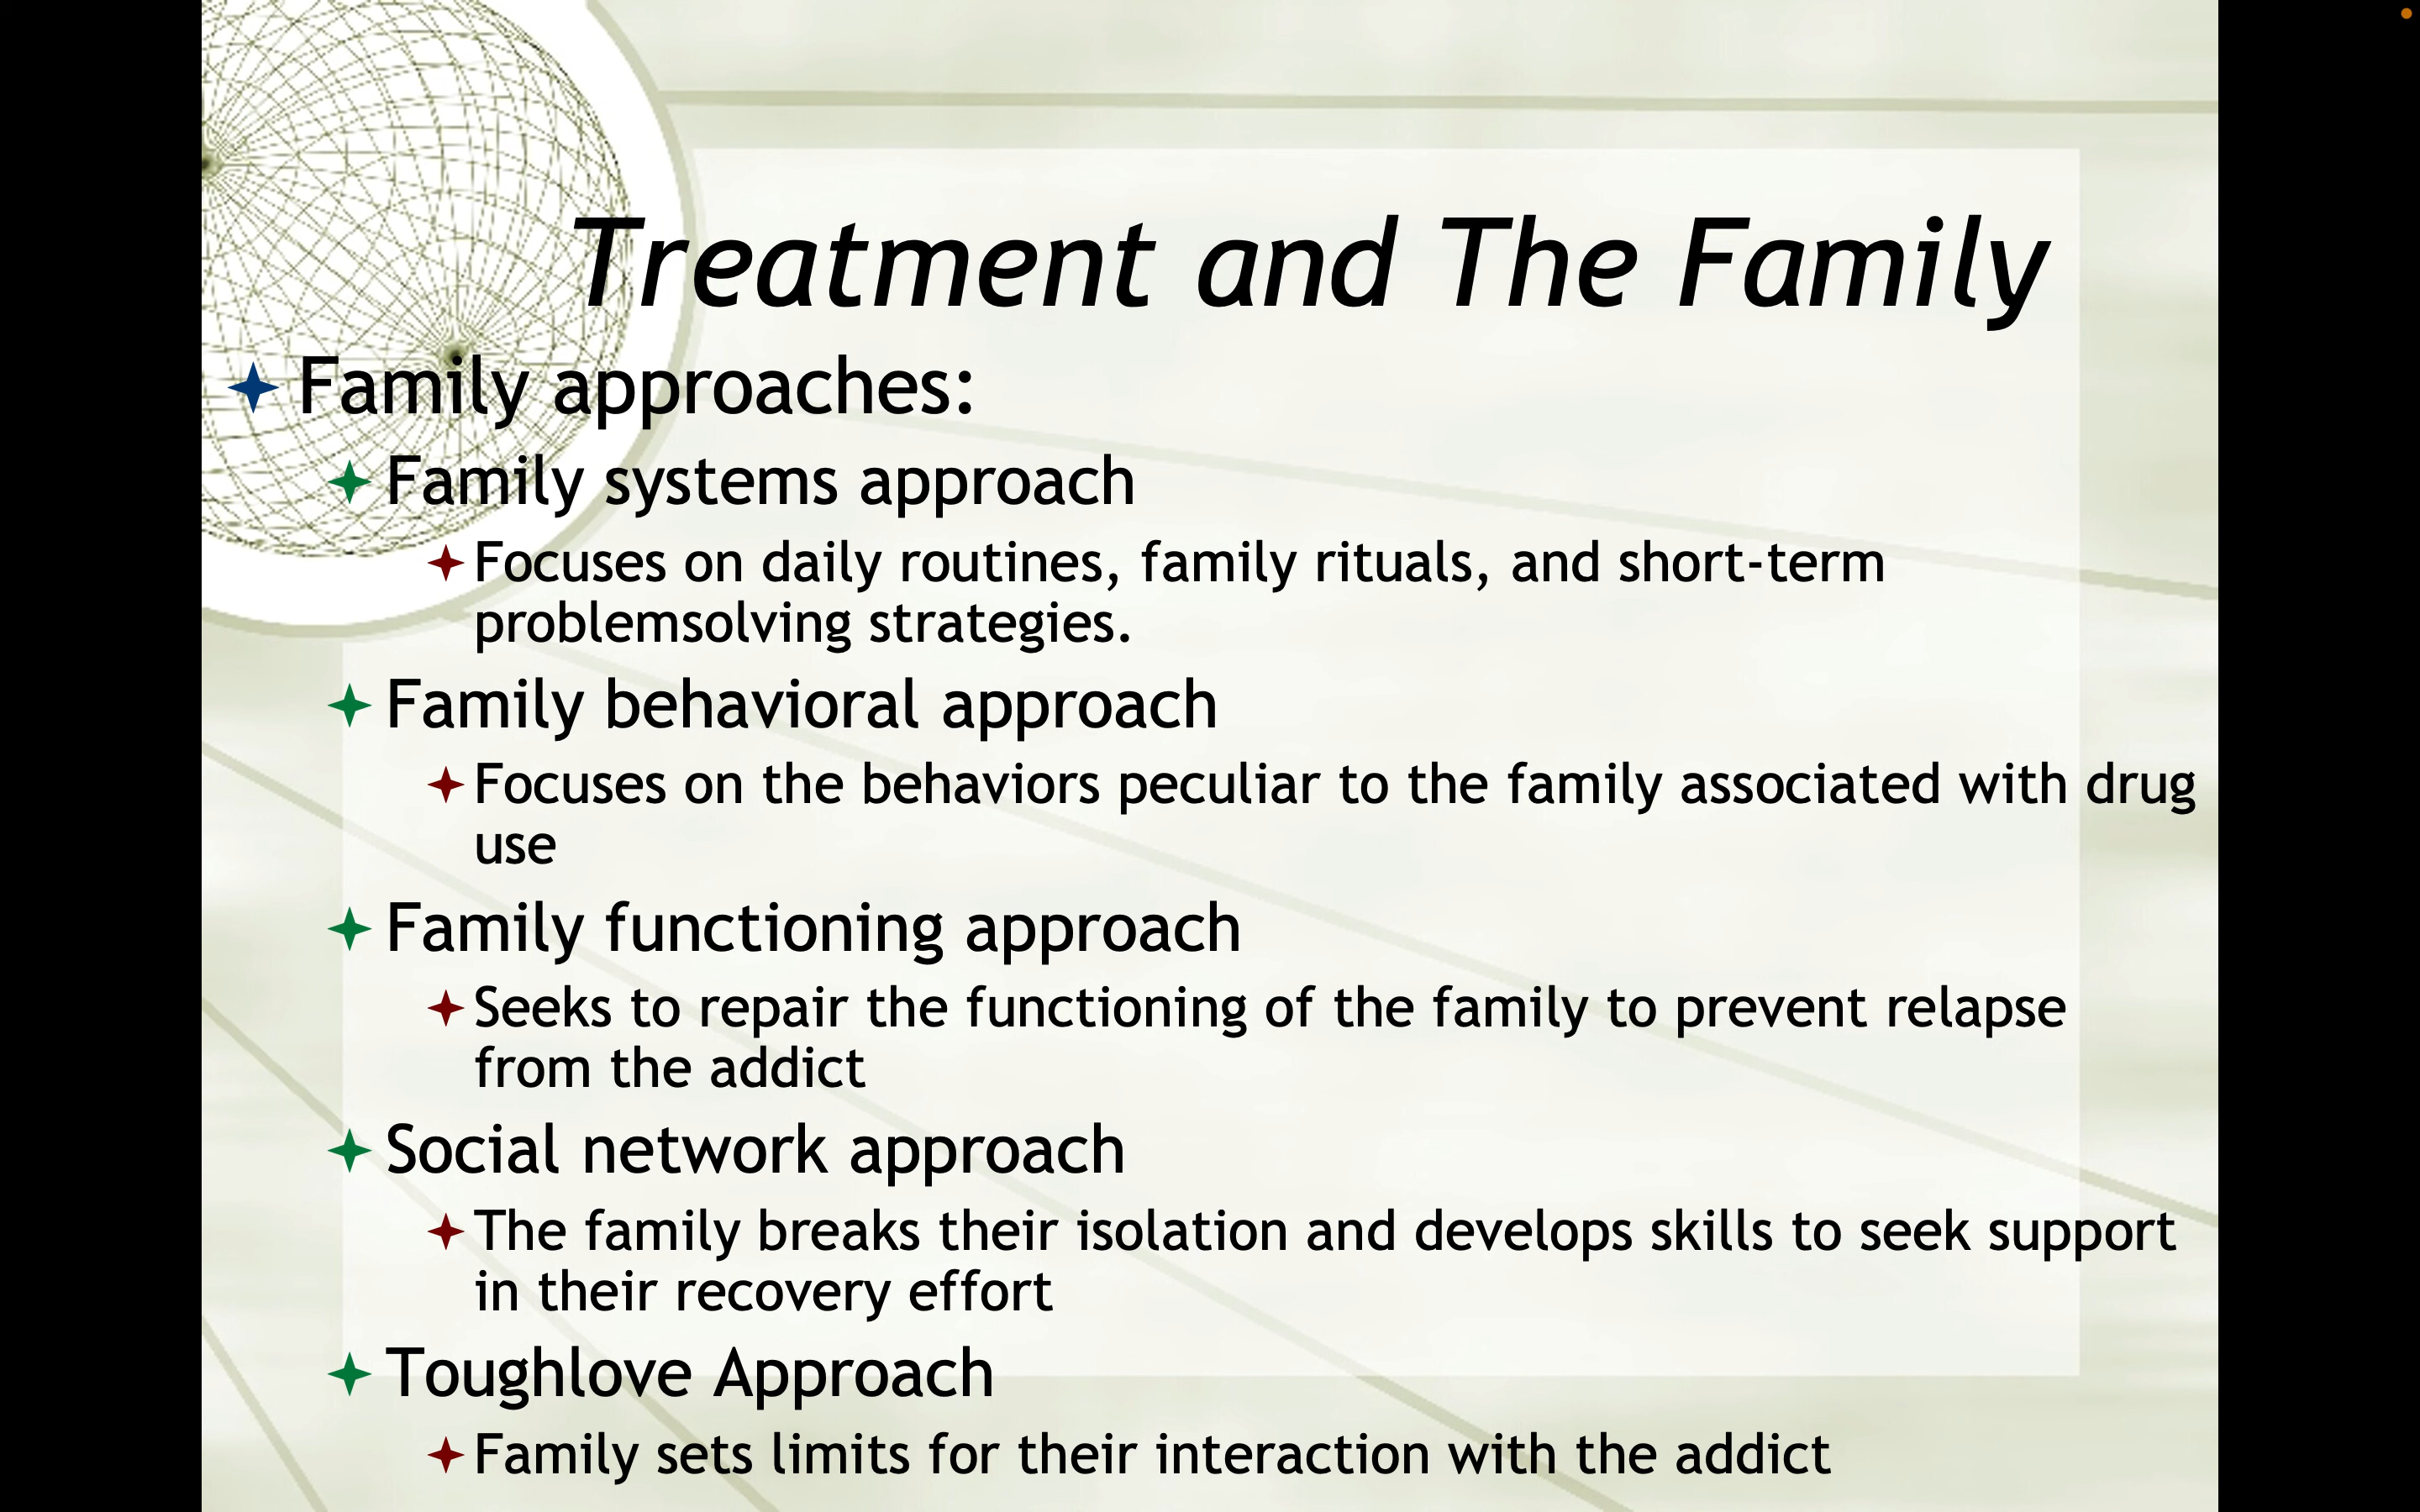 Treatment and The Family
Family approaches:
Family systems approach
Focuses on daily routines, family rituals, and short-term
problemsolving strategies.
Family behavioral approach
Focuses on the behaviors peculiar to the family associated with drug
use
Family functioning approach
Seeks to repair the functioning of the family to prevent relapse
from the addict
Social network approach
The family breaks their isolation and develops skills to seek support
in their recovery effort
Toughlove Approach
Family sets limits for their interaction with the addict